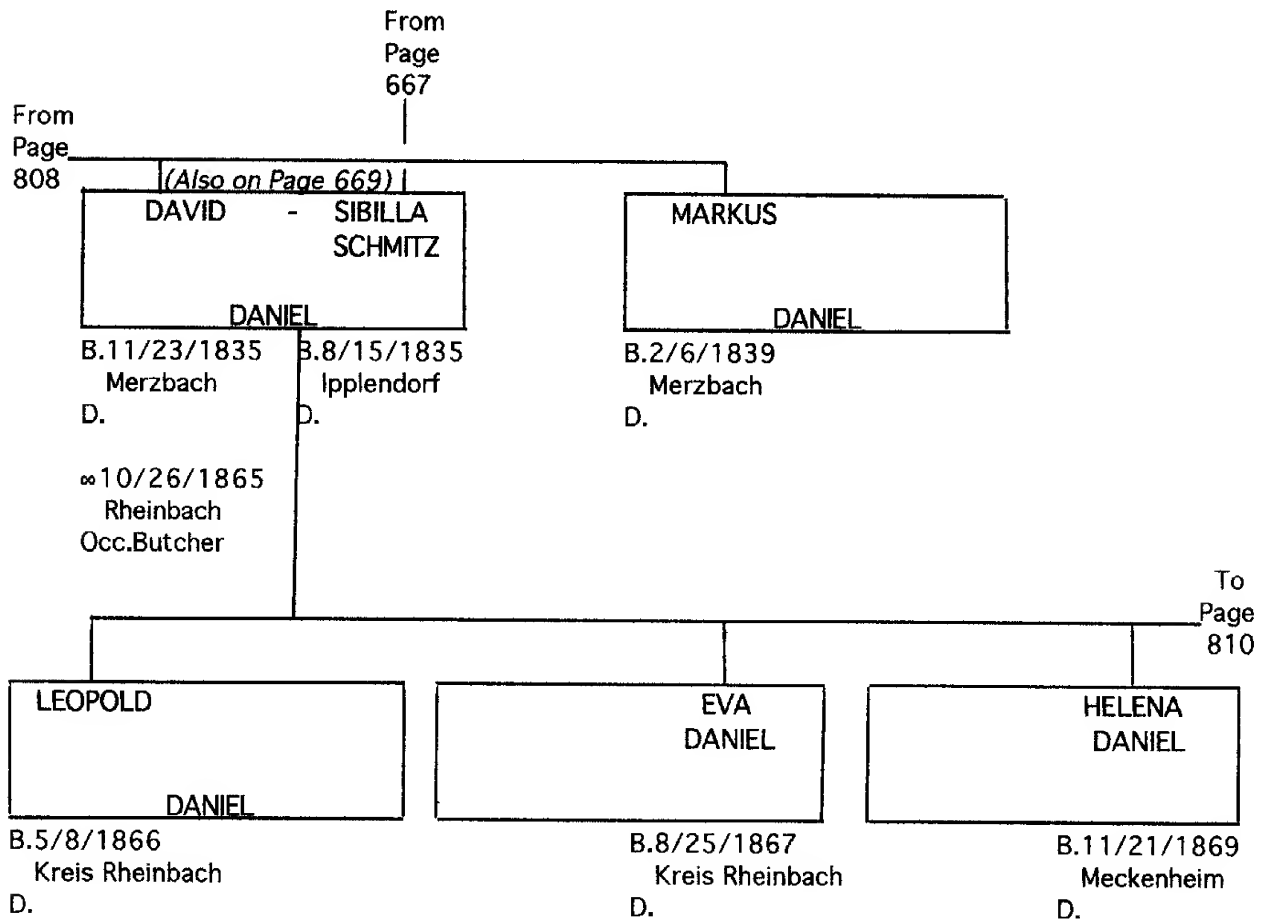 From
Page
667
From
Page
808
(Also on Page 669)
DAVID - SIBILLA
SCHMITZ
DANIEL
B.11/23/1835
Merzbach
D.
B.8/15/1835
Ipplendorf
D.
∞10/26/1865
Rheinbach
Occ.Butcher
MARKUS
DANIEL
B.2/6/1839
Merzbach
D.
To
Page
810
LEOPOLD
DANIEL
B.5/8/1866
Kreis Rheinbach
D.
EVA
DANIEL
B.8/25/1867
Kreis Rheinbach
D.
HELENA
DANIEL
B.11/21/1869
Meckenheim
D.